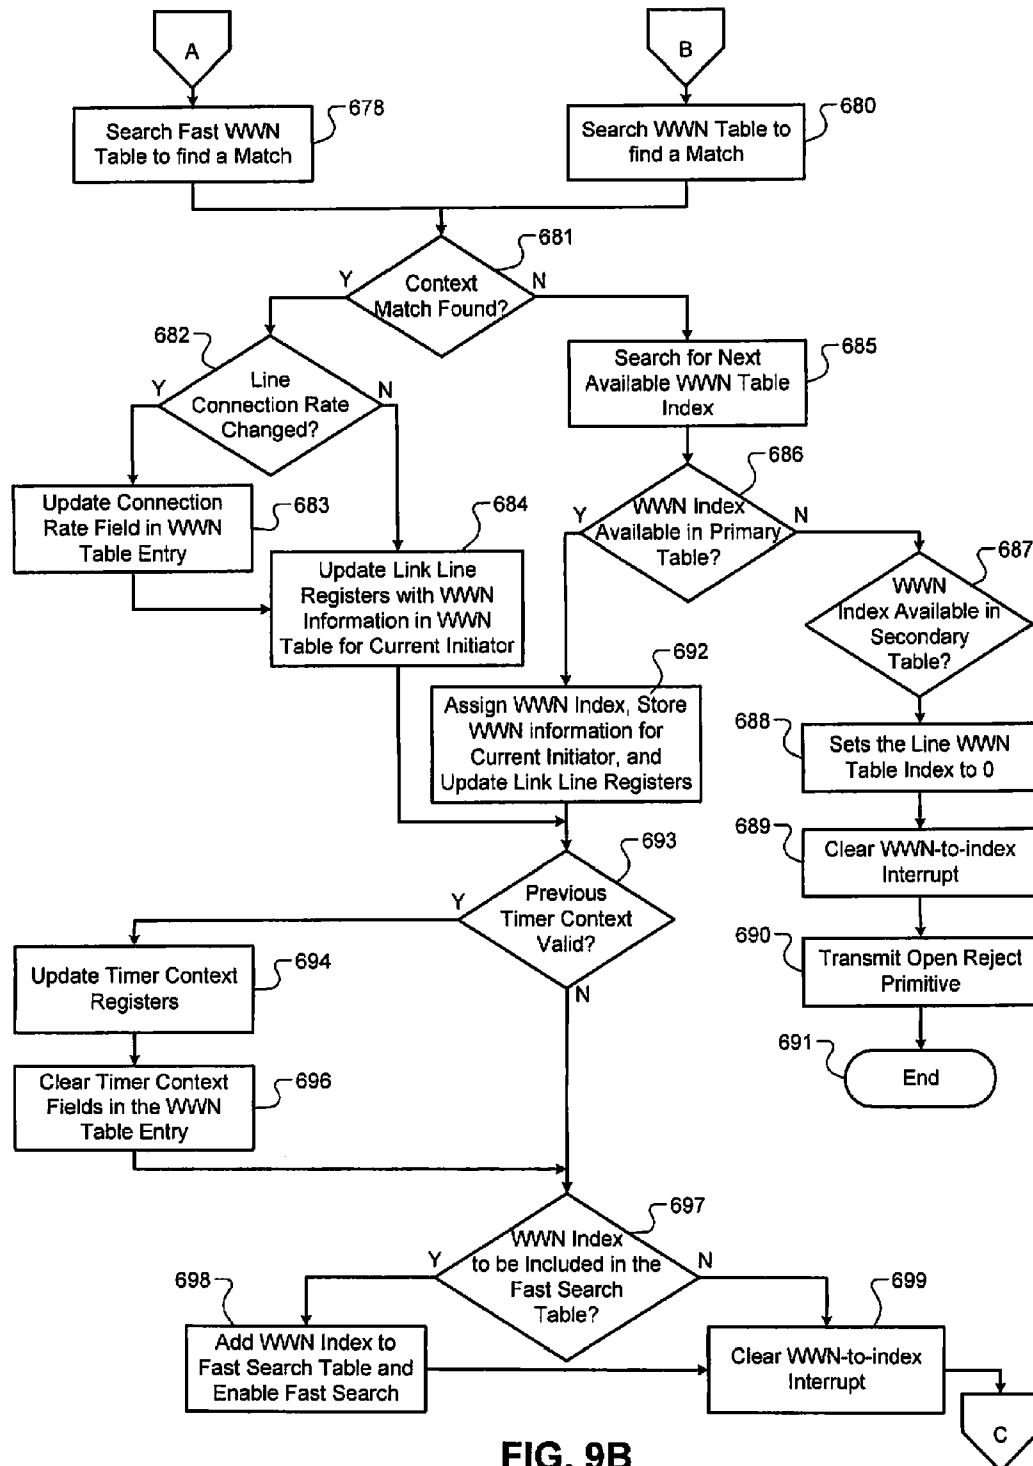 A
B
678
Search Fast WWN
Table to find a Match
680
Search WWN Table to
find a Match
681
Y
Context
Match Found?
N
682
Y
Line
Connection Rate
Changed?
N
685
Search for Next
Available WWN Table
Index
683
Update Connection
Rate Field in WWN
Table Entry
684
Update Link Line
Registers with WWN
Information in WWN
Table for Current Initiator
686
Y
WWN Index
Available in Primary
Table?
N
687
WWN
Index Available in
Secondary
Table?
692
Assign WWN Index, Store
WWN information for
Current Initiator, and
Update Link Line Registers
688
Sets the Line WWN
Table Index to 0
689
Clear WWN-to-index
Interrupt
690
Transmit Open Reject
Primitive
691
End
693
Y
Previous
Timer Context
Valid?
N
694
Update Timer Context
Registers
696
Clear Timer Context
Fields in the WWN
Table Entry
697
Y
WWN Index
to be Included in the
Fast Search
Table?
N
698
Add WWN Index to
Fast Search Table and
Enable Fast Search
699
Clear WWN-to-index
Interrupt
C
FIG. 9B